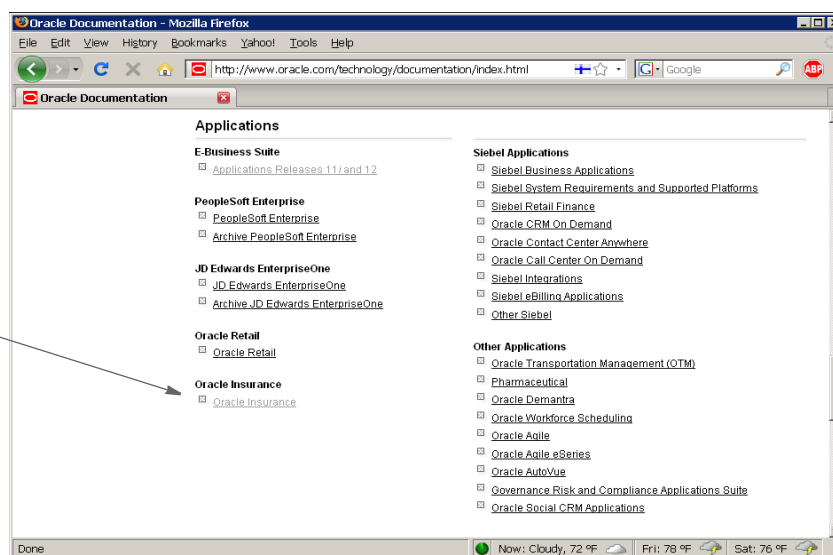 Oracle Documentation - Mozilla Firefox
File Edit View History Bookmarks Yahoo! Tools Help
http://www.oracle.com/technology/documentation/index.html
G Google
ABP
Oracle Documentation
Applications
E-Business Suite
Applications Releases 11i and 12
PeopleSoft Enterprise
PeopleSoft Enterprise
Archive PeopleSoft Enterprise
JD Edwards EnterpriseOne
JD Edwards EnterpriseOne
Archive JD Edwards EnterpriseOne
Oracle Retail
Oracle Retail
Oracle Insurance
Oracle Insurance
Siebel Applications
Siebel Business Applications
Siebel System Requirements and Supported Platforms
Siebel Retail Finance
Oracle CRM On Demand
Oracle Contact Center Anywhere
Oracle Call Center On Demand
Siebel Integrations
Siebel eBilling Applications
Other Siebel
Other Applications
Oracle Transportation Management (OTM)
Pharmaceutical
Oracle Demantra
Oracle Workforce Scheduling
Oracle Agile
Oracle Agile eSeries
Oracle AutoVue
Governance Risk and Compliance Applications Suite
Oracle Social CRM Applications
Done
Now: Cloudy, 72 °F
Fri: 78 °F
Sat: 76 °F